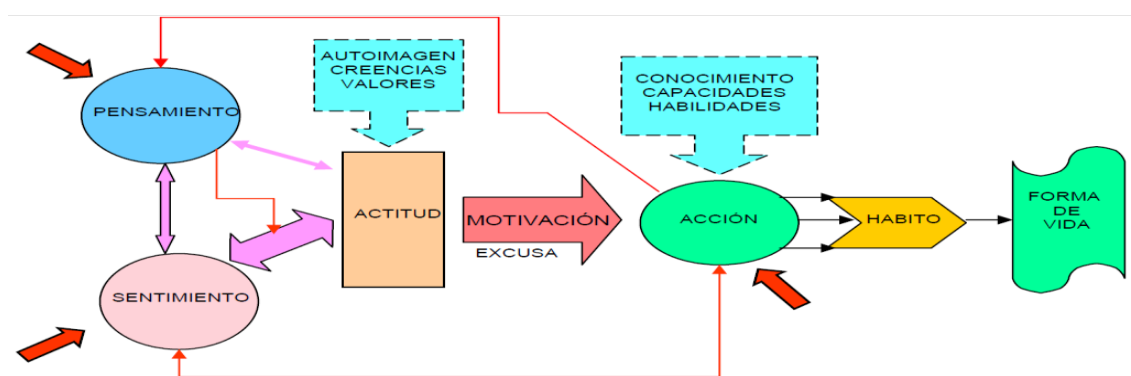 PENSAMIENTO
SENTIMIENTO
AUTOIMAGEN
CREENCIAS
VALORES
ACTITUD
MOTIVACIÓN
EXCUSA
CONOCIMIENTO
CAPACIDADES
HABILIDADES
ACCIÓN
HABITO
FORMA
DE
VIDA